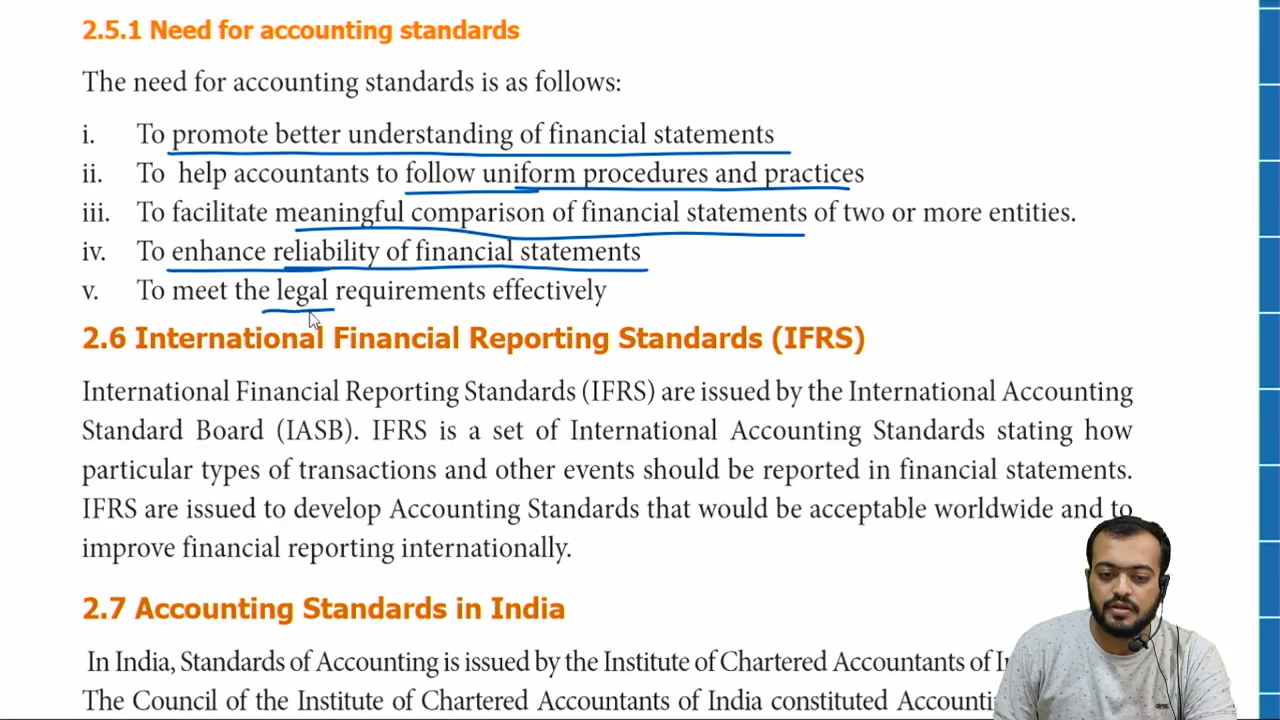 2.5.1 Need for accounting standards
The need for accounting standards is as follows:
i. To promote better understanding of financial statements
ii. To help accountants to follow uniform procedures and practices
iii. To facilitate meaningful comparison of financial statements of two or more entities.
iv. To enhance reliability of financial statements
v. To meet the legal requirements effectively
2.6 International Financial Reporting Standards (IFRS)
International Financial Reporting Standards (IFRS) are issued by the International Accounting
Standard Board (IASB). IFRS is a set of International Accounting Standards stating how
particular types of transactions and other events should be reported in financial statements.
IFRS are issued to develop Accounting Standards that would be acceptable worldwide and to
improve financial reporting internationally.
2.7 Accounting Standards in India
In India, Standards of Accounting is issued by the Institute of Chartered Accountants of
The Council of the Institute of Chartered Accountants of India constituted